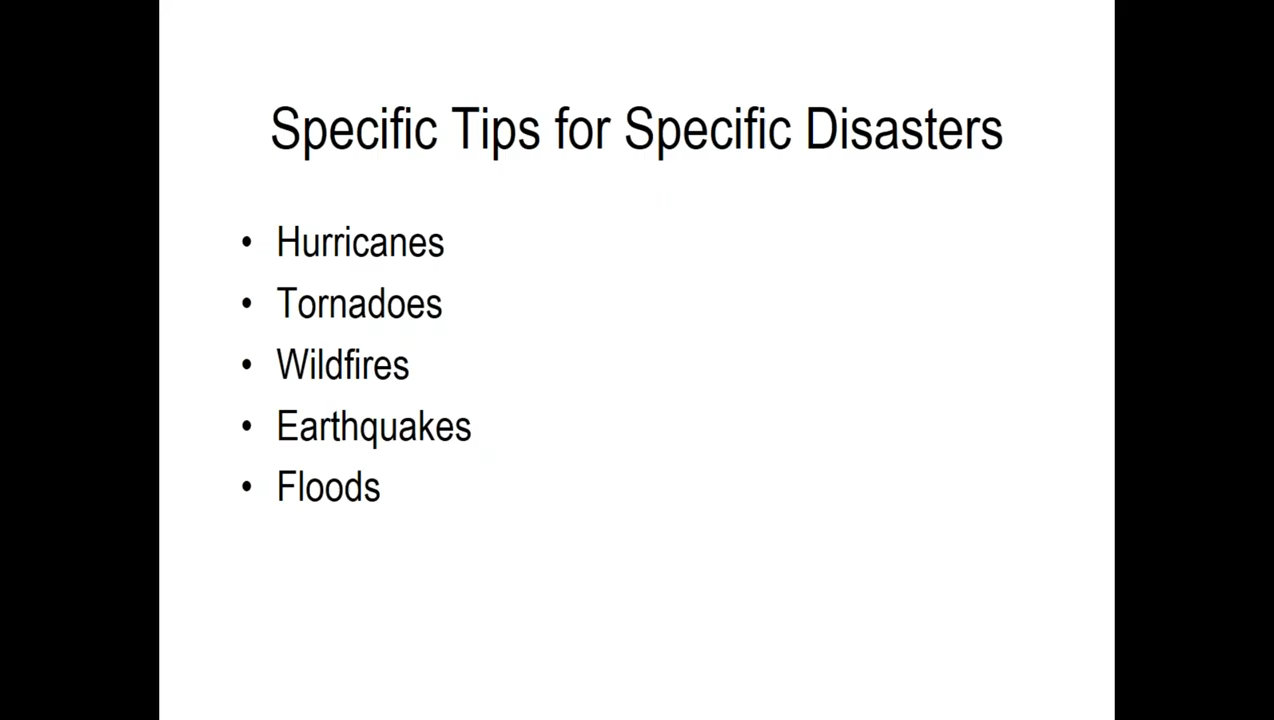 Specific Tips for Specific Disasters
• Hurricanes
• Tornadoes
• Wildfires
• Earthquakes
• Floods